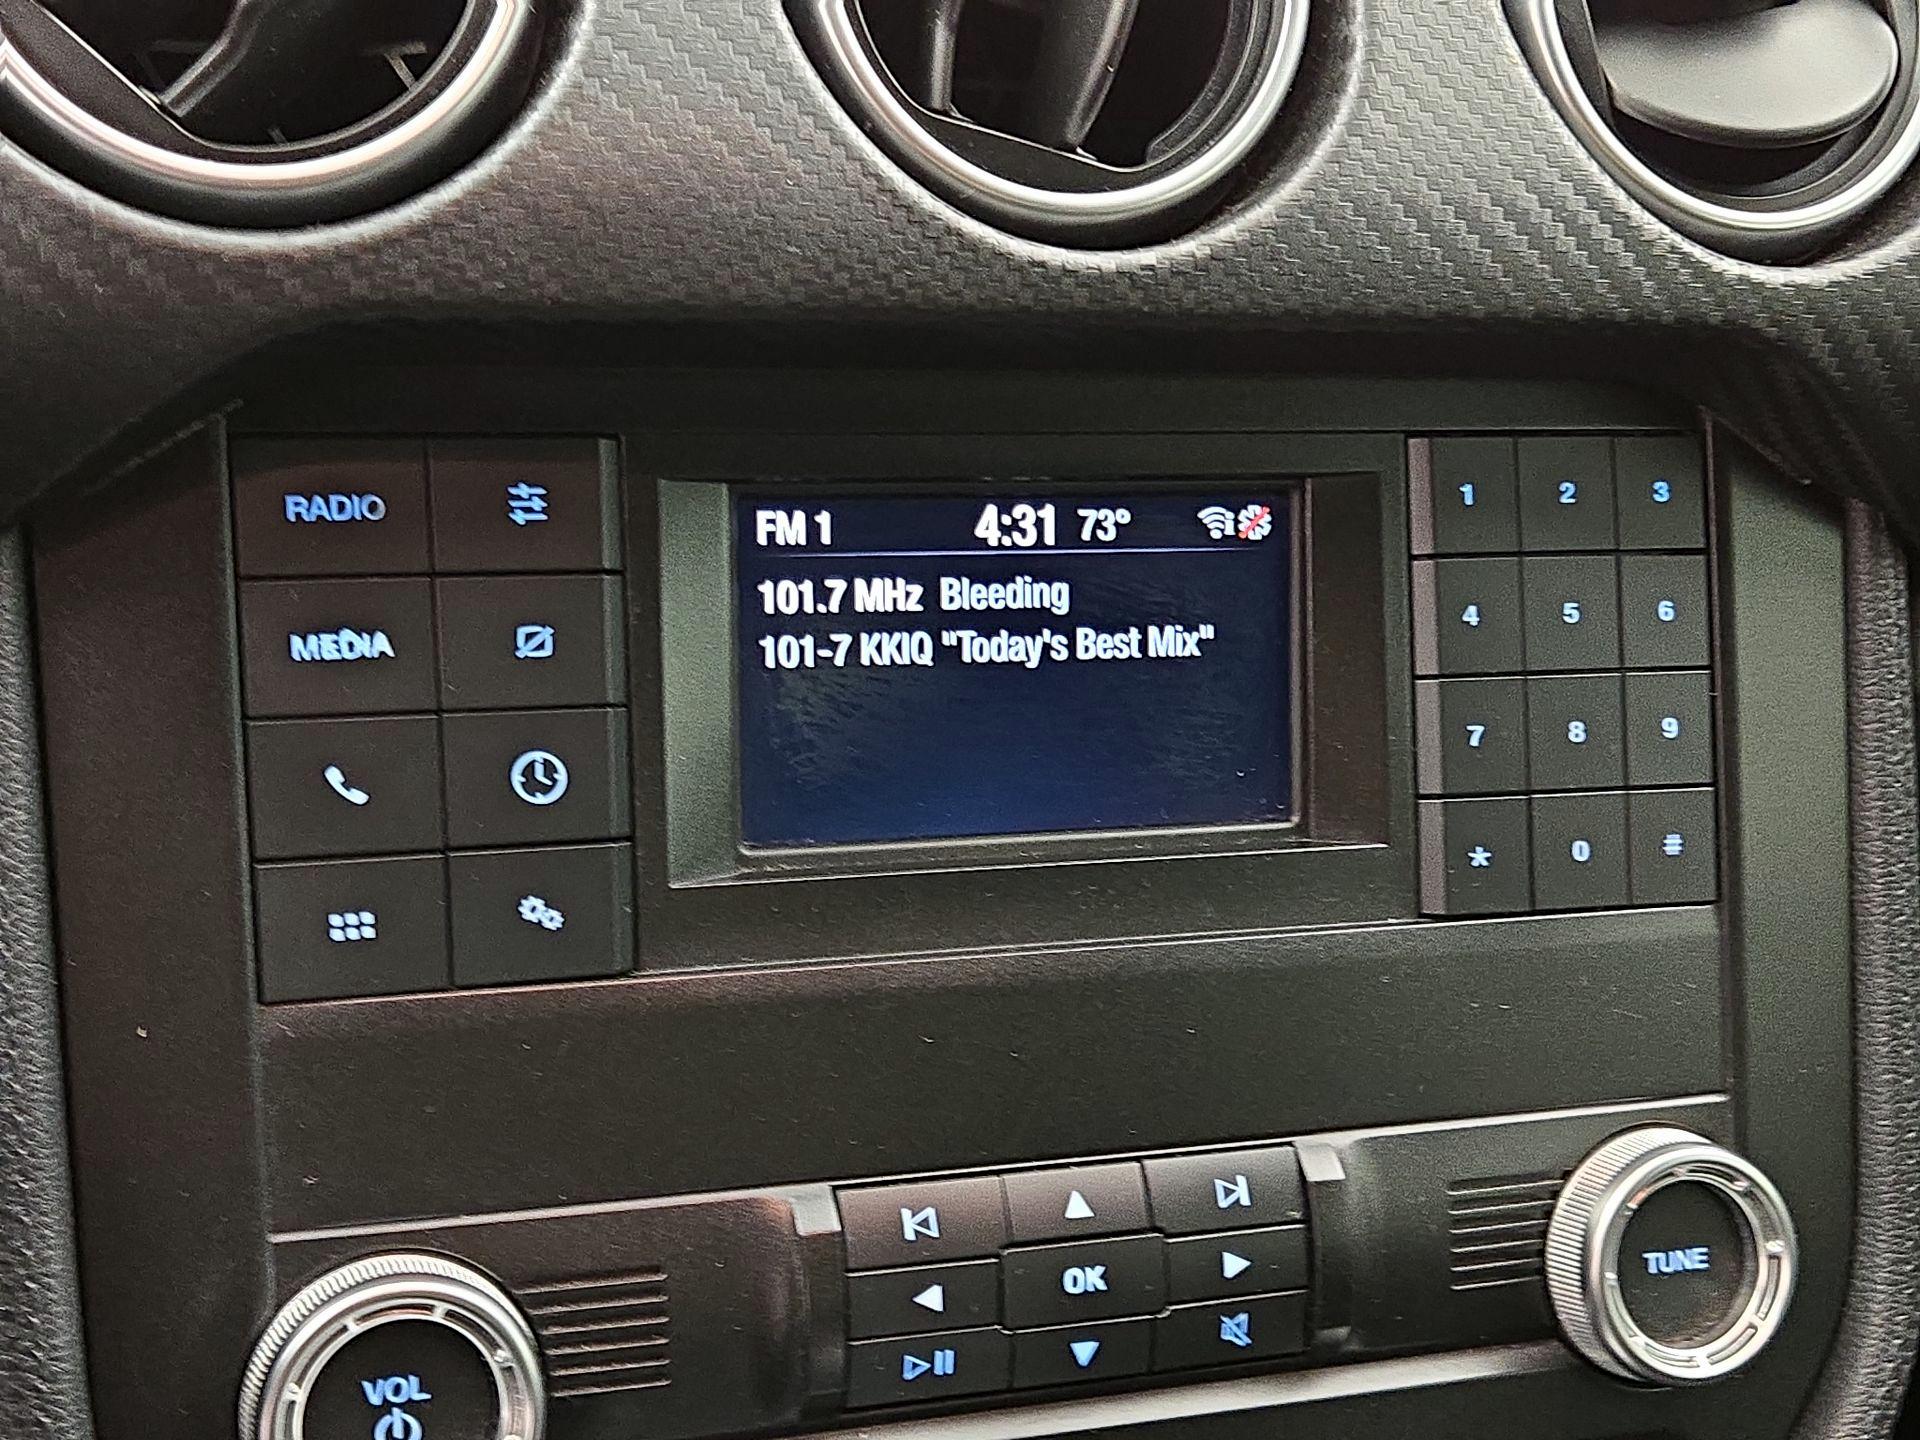 FM 1 4:31 73°
101.7 MHz Bleeding
101-7 KKIQ "Today's Best Mix"
RADIO
MEDIA
1 2 3
4 5 6
7 8 9
* 0 #
OK
VOL
TUNE